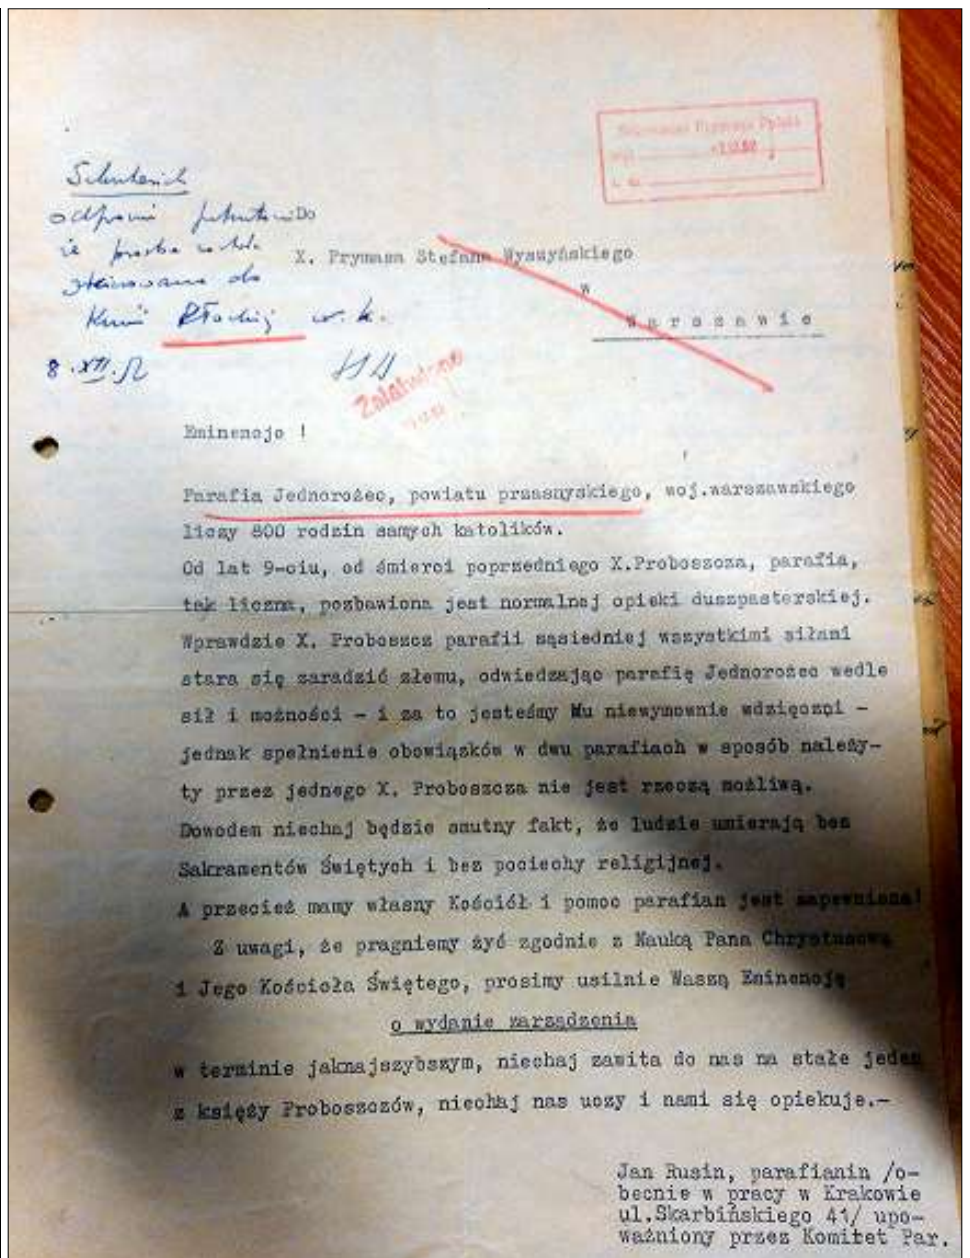 Sekretariat Prymasa Polski
Do
X. Prymasa Stefana Wyszyńskiego
w
Warszawie
8.XII.52
Załatwione
Eminencjo !
Parafia Jednorożec, powiatu przasnyskiego, woj.warszawskiego
liczy 800 rodzin samych katolików.
Od lat 9-ciu, od śmierci poprzedniego X.Proboszcza, parafia,
tak liczna, pozbawiona jest normalnej opieki duszpasterskiej.
Wprawdzie X. Proboszcz parafii sąsiedniej wszystkimi siłami
stara się zaradzić złemu, odwiedzając parafię Jednorożec wedle
sił i możności - i za to jesteśmy Mu niewymownie wdzięczni -
jednak spełnienie obowiązków w dwu parafiach w sposób należy-
ty przez jednego X. Proboszcza nie jest rzeczą możliwą.
Dowodem niechaj będzie smutny fakt, że ludzie umierają bez
Sakramentów Świętych i bez pociechy religijnej.
A przecież mamy własny Kościół i pomoc parafian jest zapewniona!
Z uwagi, że pragniemy żyć zgodnie z Nauką Pana Chrystusową
i Jego Kościoła Świętego, prosimy usilnie Waszą Eminencję
o wydanie zarządzenia
w terminie jaknajszybszym, niechaj zawita do nas na stałe jeden
z księży Proboszczów, niechaj nas uczy i nami się opiekuje.-
Jan Rusin, parafianin /o-
becnie w pracy w Krakowie
ul.Skarbińskiego 41/ upo-
ważniony przez Komitet Par.